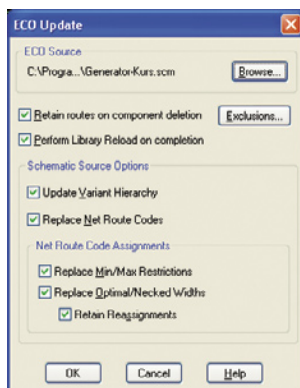 ECO Update
ECO Source
C:\Progra...\Generator-Kurs.scm
Browse...
Retain routes on component deletion
Exclusions...
Perform Library Reload on completion
Schematic Source Options
Update Variant Hierarchy
Replace Net Route Codes
Net Route Code Assignments
Replace Min/Max Restrictions
Replace Optimal/Necked Widths
Retain Reassignments
OK
Cancel
Help